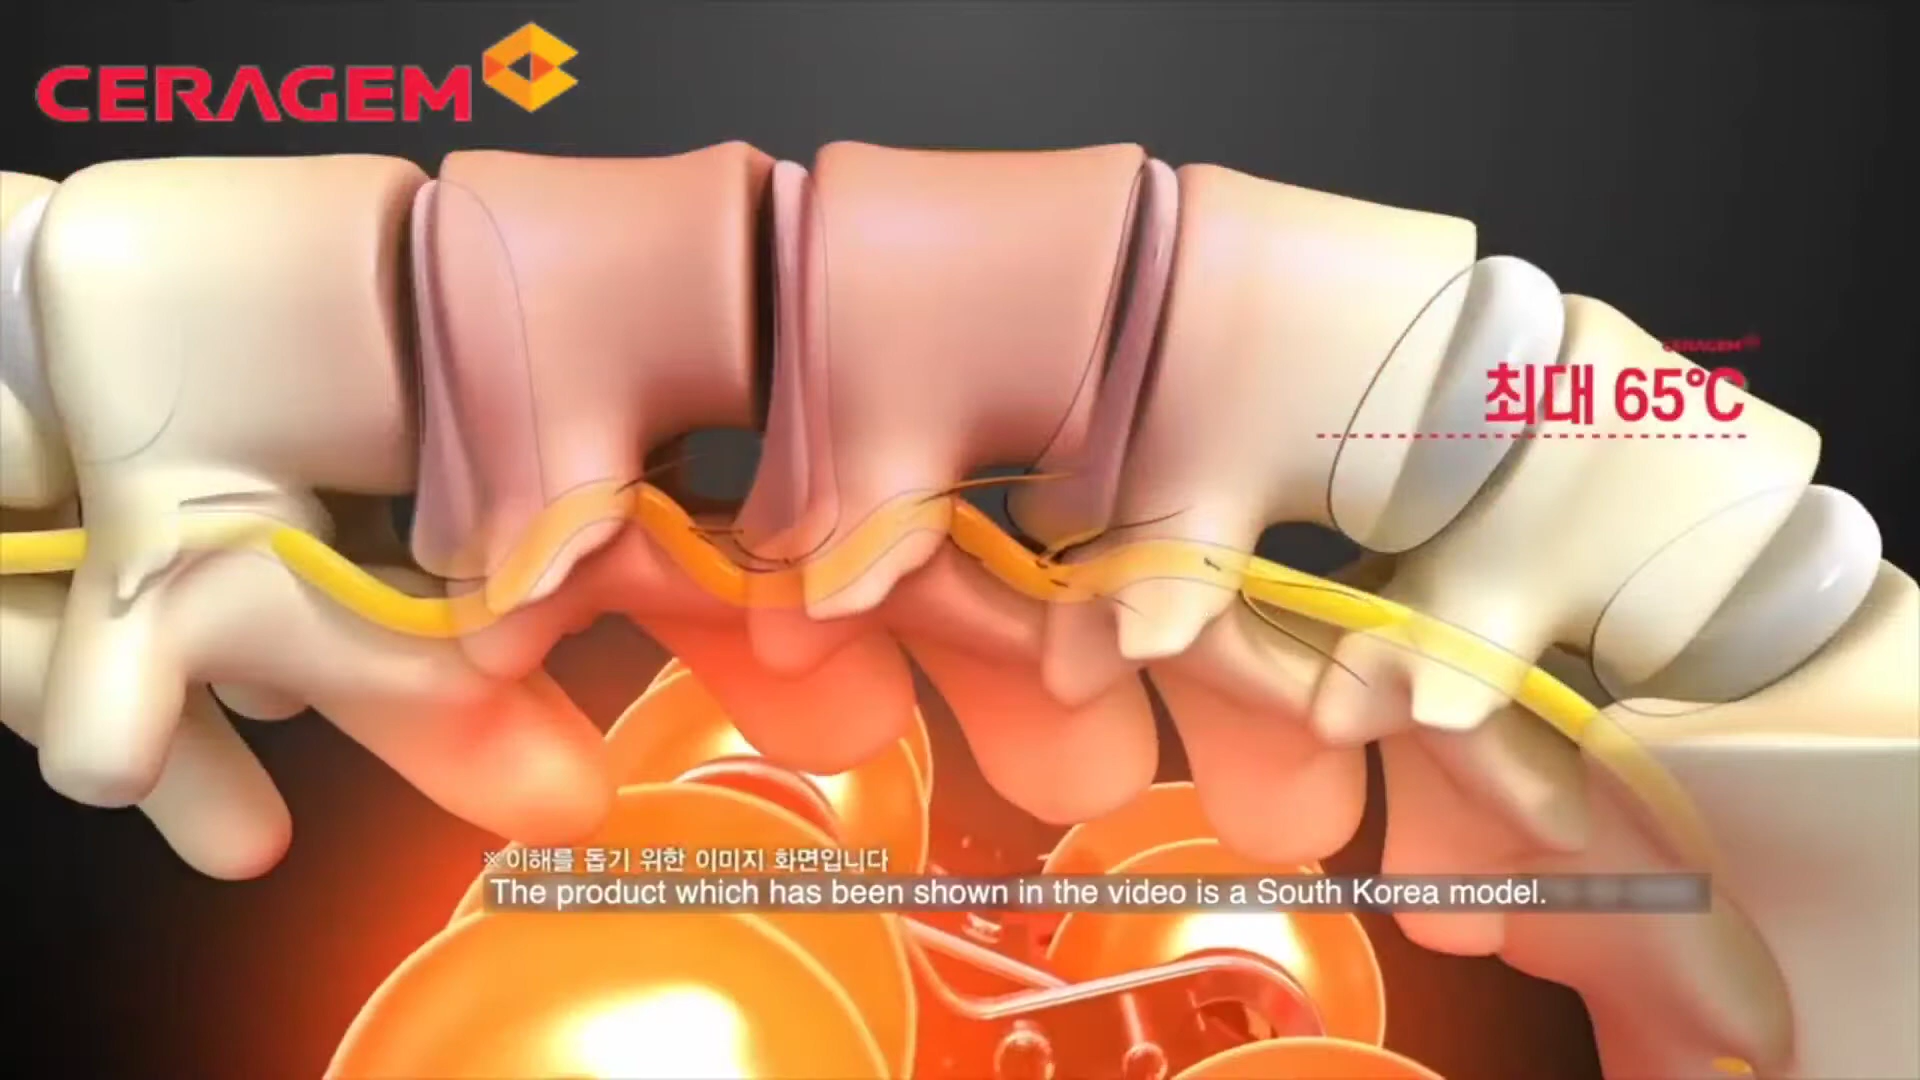 CERAGEM
CERAGEM
최대 65℃
※이해를 돕기 위한 이미지 화면입니다
The product which has been shown in the video is a South Korea model.